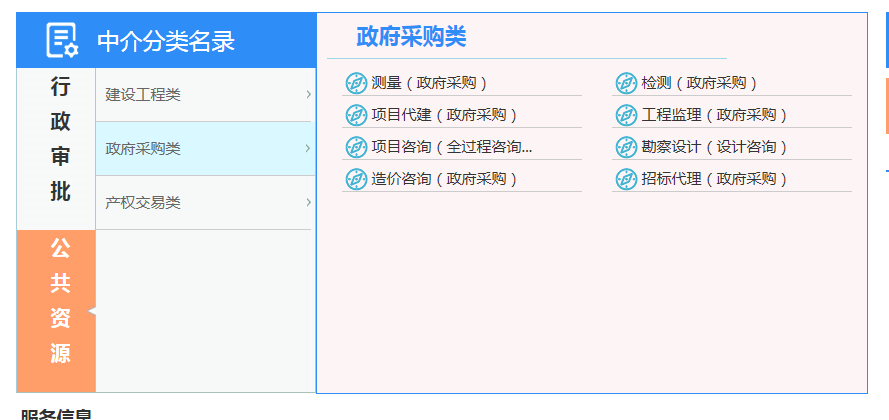 中介分类名录
行政审批
公共资源
建设工程类
政府采购类
产权交易类
政府采购类
测量（政府采购）
检测（政府采购）
项目代建（政府采购）
工程监理（政府采购）
项目咨询（全过程咨询...
勘察设计（设计咨询）
造价咨询（政府采购）
招标代理（政府采购）
服务信息